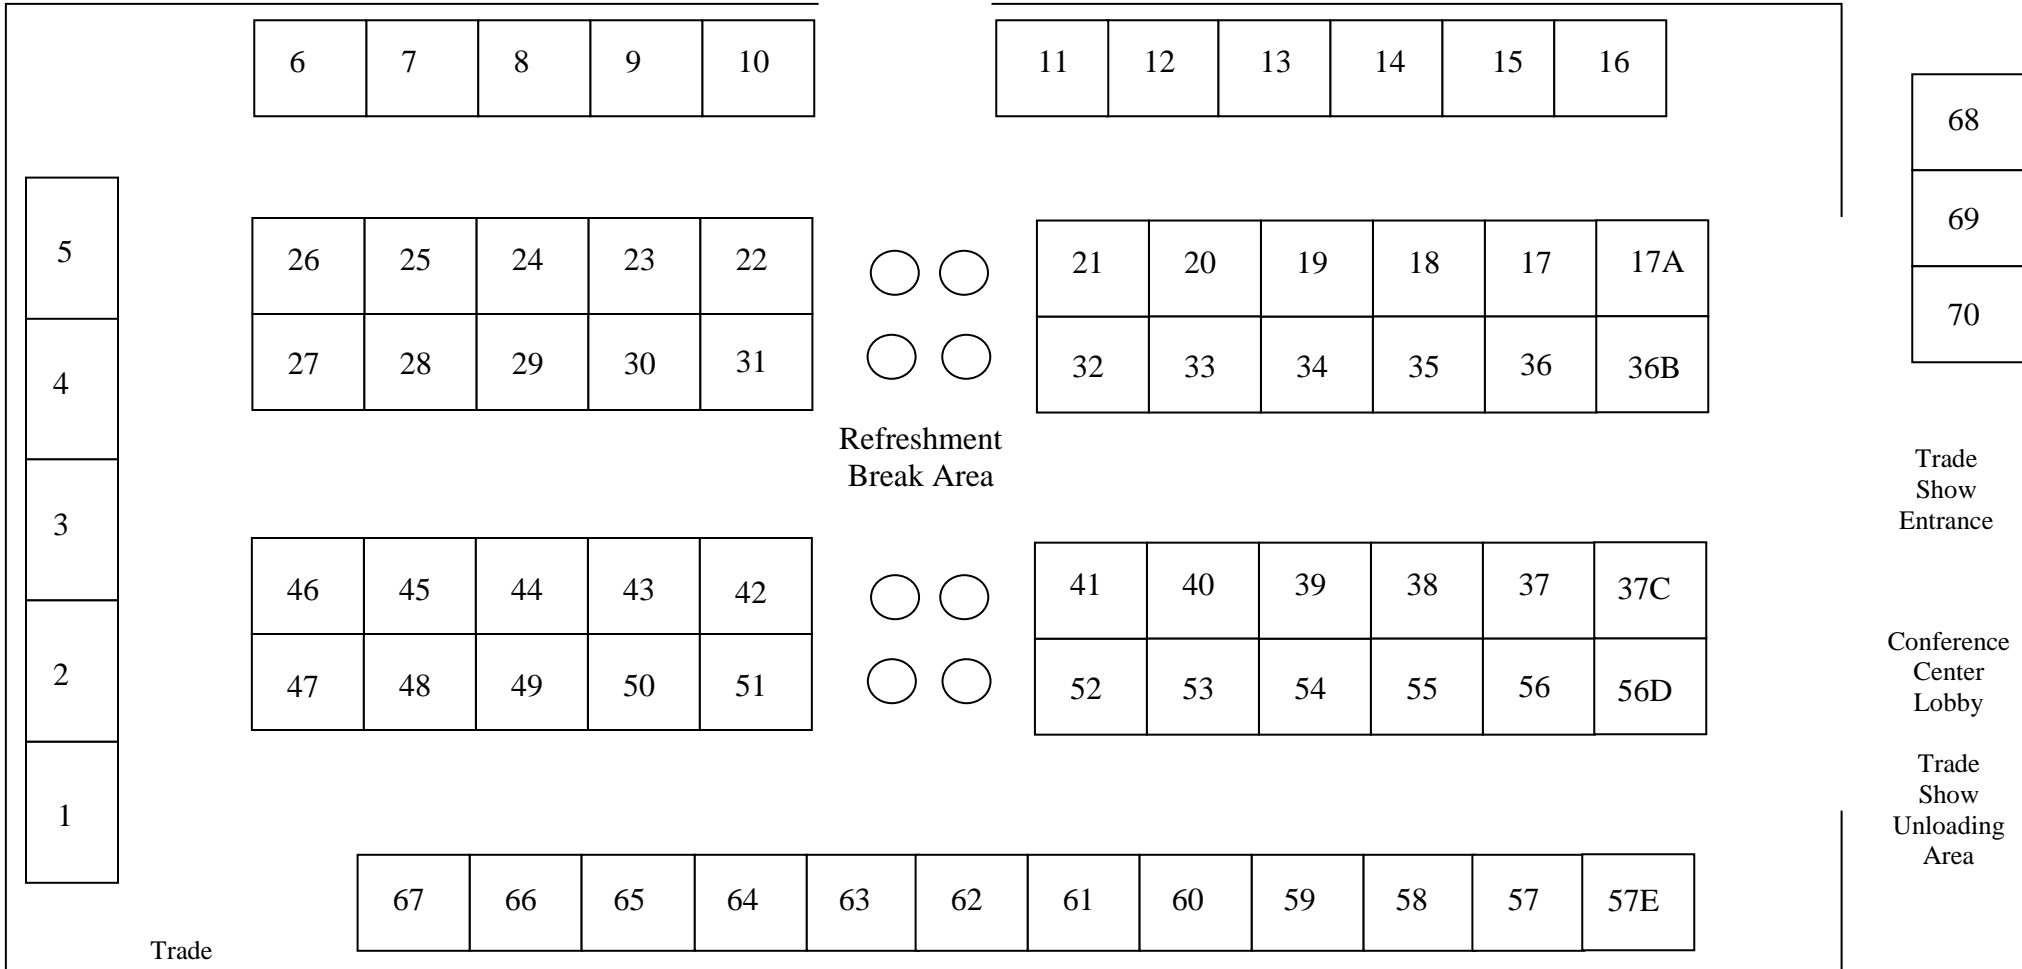 6 7 8 9 10 11 12 13 14 15 16
68
69
70
5
4
3
2
1
26 25 24 23 22 21 20 19 18 17 17A
27 28 29 30 31 32 33 34 35 36 36B
Refreshment
Break Area
Trade
Show
Entrance
46 45 44 43 42 41 40 39 38 37 37C
47 48 49 50 51 52 53 54 55 56 56D
Conference
Center
Lobby
Trade
Show
Unloading
Area
67 66 65 64 63 62 61 60 59 58 57 57E
Trade